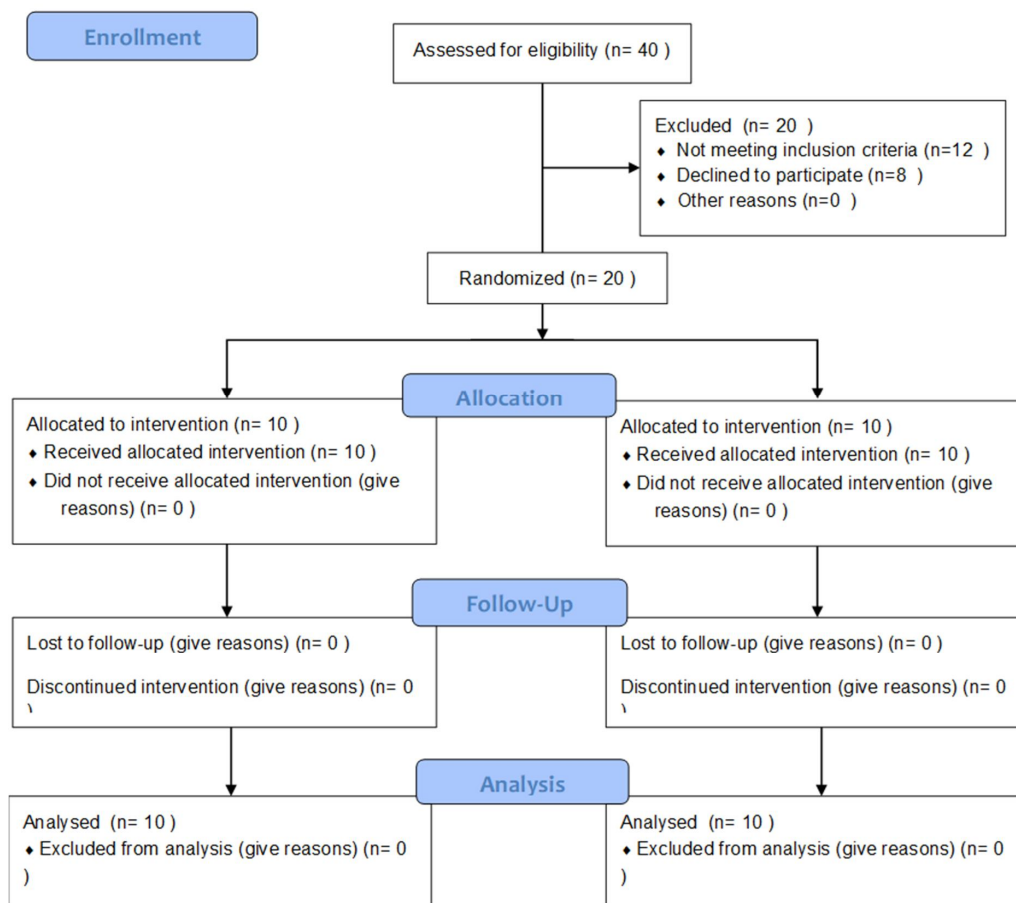 Enrollment
Assessed for eligibility (n= 40 )
Excluded  (n= 20 )
♦ Not meeting inclusion criteria (n=12  )
♦ Declined to participate (n=8  )
♦ Other reasons (n=0  )
Randomized (n= 20 )
Allocation
Allocated to intervention (n= 10 )
♦ Received allocated intervention (n= 10 )
♦ Did not receive allocated intervention (give
reasons) (n= 0 )
Allocated to intervention (n= 10 )
♦ Received allocated intervention (n= 10 )
♦ Did not receive allocated intervention (give
reasons) (n= 0 )
Follow-Up
Lost to follow-up (give reasons) (n= 0 )
Discontinued intervention (give reasons) (n= 0
)
Lost to follow-up (give reasons) (n= 0 )
Discontinued intervention (give reasons) (n= 0
)
Analysis
Analysed (n= 10 )
♦ Excluded from analysis (give reasons) (n= 0
)
Analysed (n= 10 )
♦ Excluded from analysis (give reasons) (n= 0
)